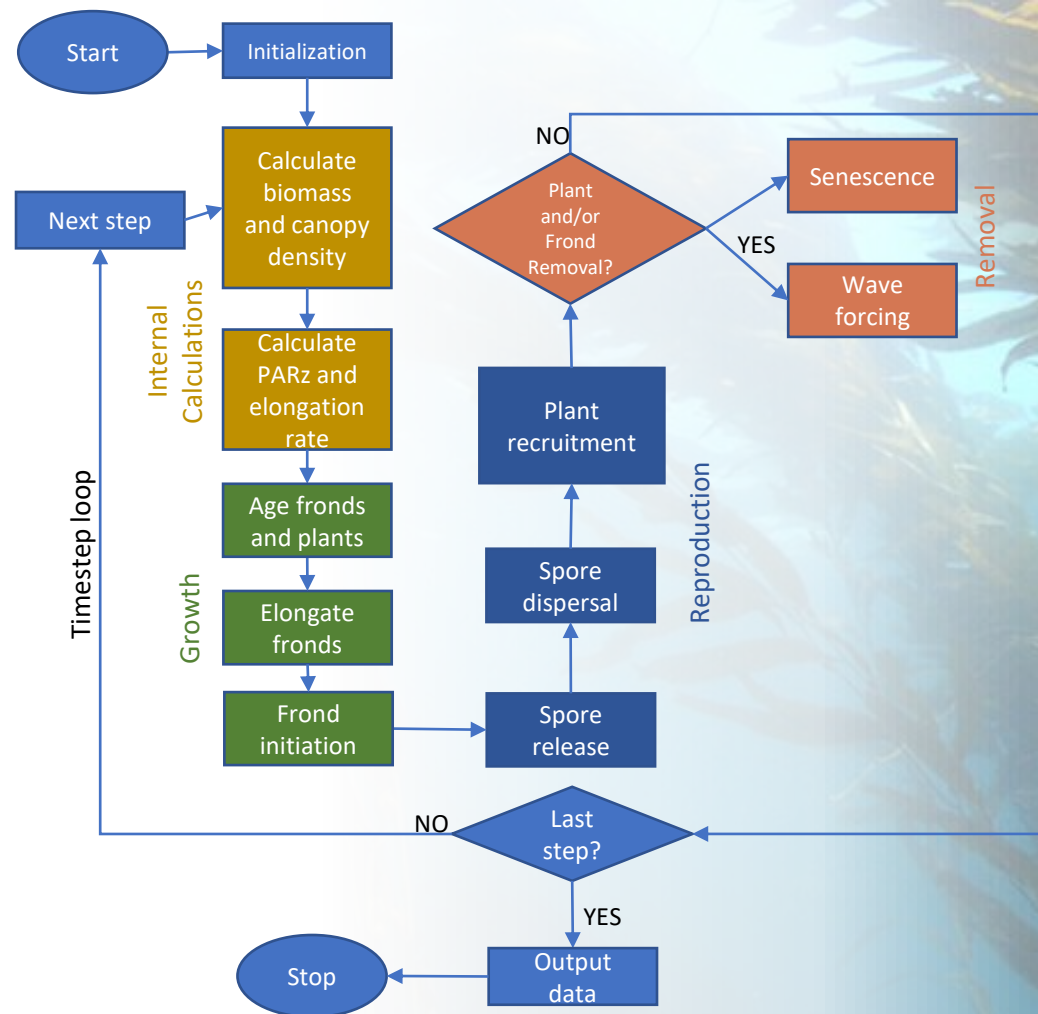 Start
Initialization
Calculate
biomass
and canopy
density
Next step
Internal
Calculations
Calculate
PARz and
elongation
rate
Timestep loop
Age fronds
and plants
Growth
Elongate
fronds
Frond
initiation
Spore
release
Spore
dispersal
Reproduction
Plant
recruitment
NO
Plant
and/or
Frond
Removal?
YES
Senescence
Wave
forcing
Removal
Last
step?
NO
YES
Output
data
Stop